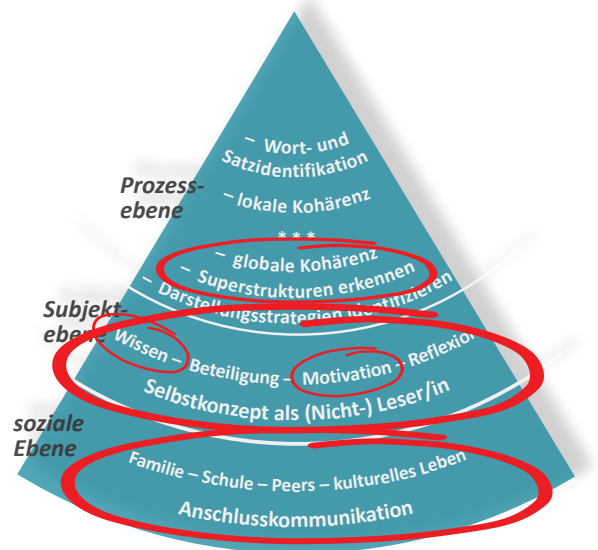 – Wort- und
Satzidentifikation
Prozess-
ebene
– lokale Kohärenz
* * *
– globale Kohärenz
– Superstrukturen erkennen
– Darstellungsstrategien identifizieren
Subjekt-
ebene
Wissen – Beteiligung – Motivation – Reflexion
Selbstkonzept als (Nicht-) Leser/in
soziale
Ebene
Familie – Schule – Peers – kulturelles Leben
Anschlusskommunikation